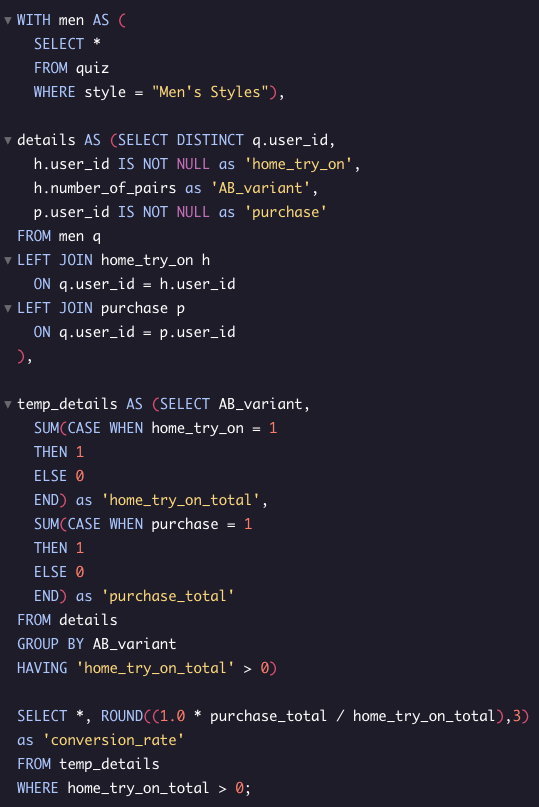 WITH men AS (
SELECT *
FROM quiz
WHERE style = "Men's Styles"),
details AS (SELECT DISTINCT q.user_id,
h.user_id IS NOT NULL as 'home_try_on',
h.number_of_pairs as 'AB_variant',
p.user_id IS NOT NULL as 'purchase'
FROM men q
LEFT JOIN home_try_on h
ON q.user_id = h.user_id
LEFT JOIN purchase p
ON q.user_id = p.user_id
),
temp_details AS (SELECT AB_variant,
SUM(CASE WHEN home_try_on = 1
THEN 1
ELSE 0
END) as 'home_try_on_total',
SUM(CASE WHEN purchase = 1
THEN 1
ELSE 0
END) as 'purchase_total'
FROM details
GROUP BY AB_variant
HAVING 'home_try_on_total' > 0)
SELECT *, ROUND((1.0 * purchase_total / home_try_on_total),3)
as 'conversion_rate'
FROM temp_details
WHERE home_try_on_total > 0;